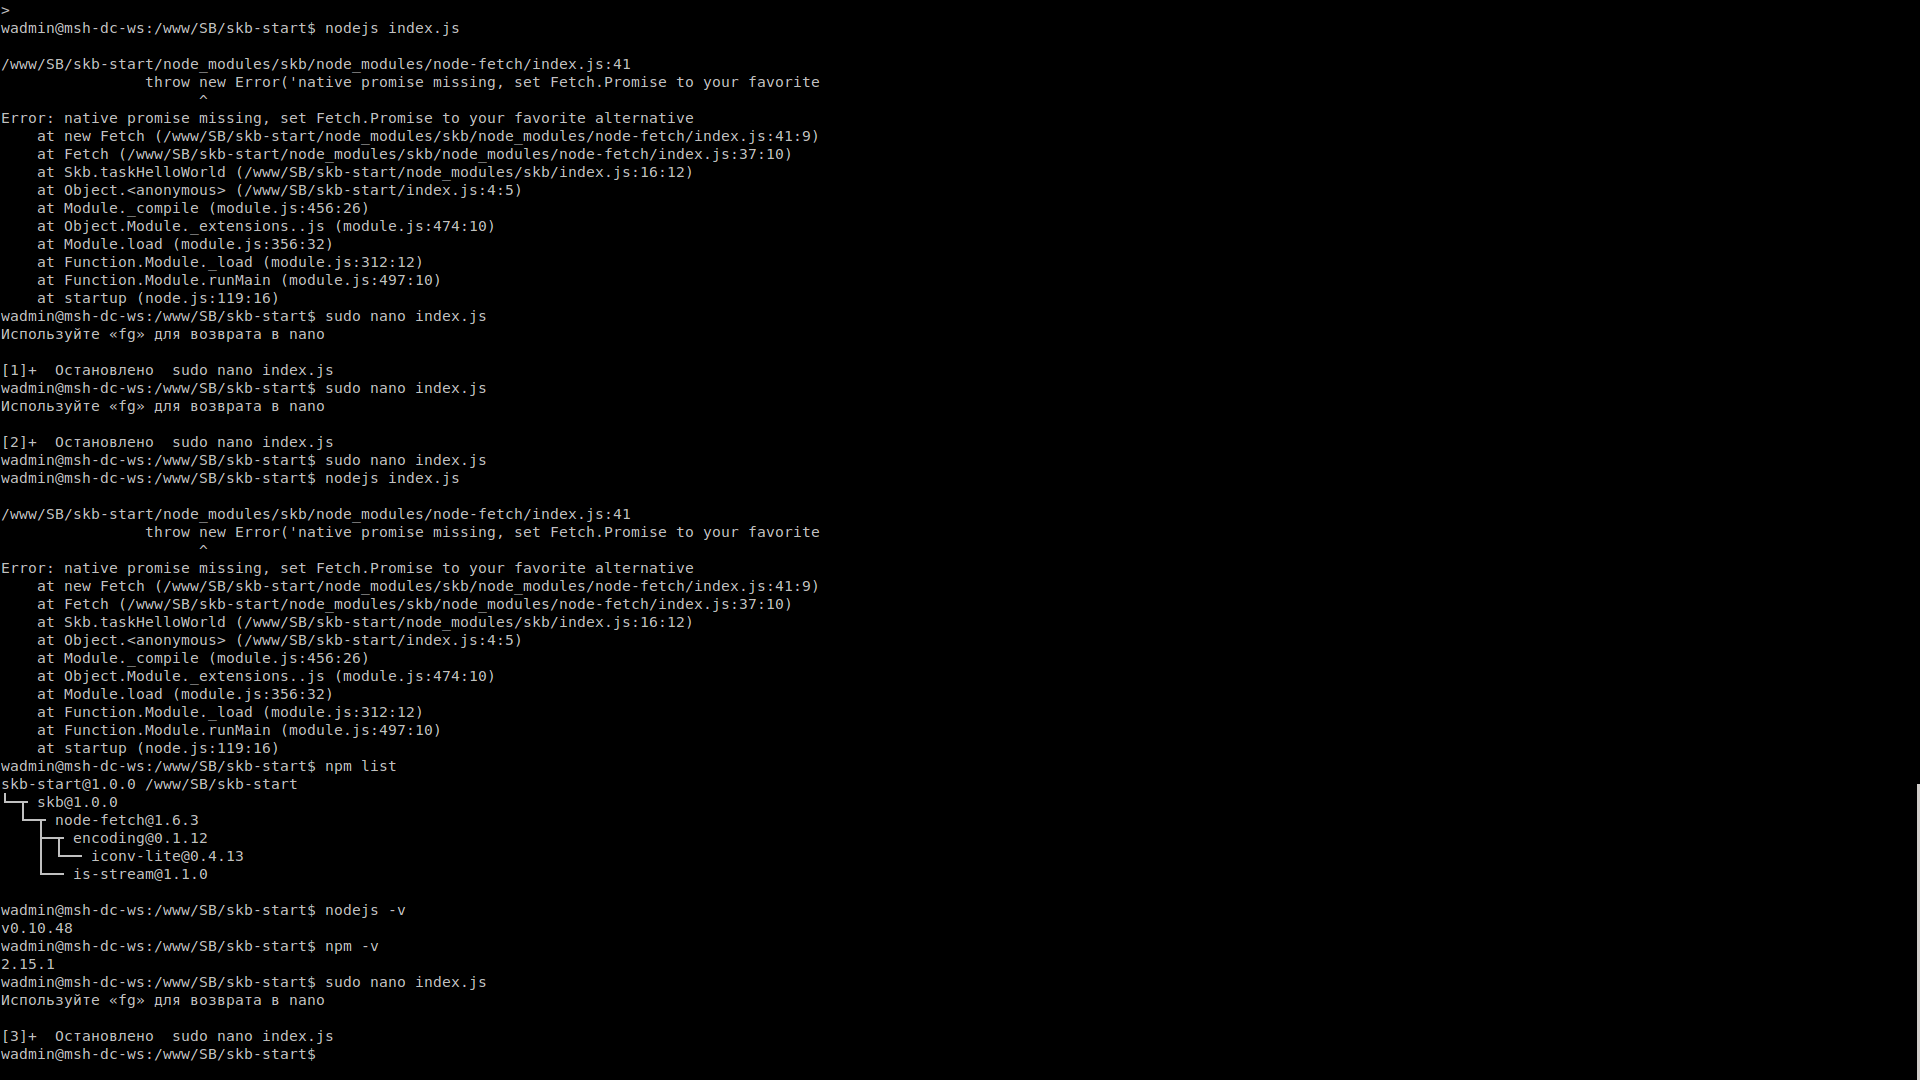 >
wadmin@msh-dc-ws:/www/SB/skb-start$ nodejs index.js

/www/SB/skb-start/node_modules/skb/node_modules/node-fetch/index.js:41
                throw new Error('native promise missing, set Fetch.Promise to your favorite
                      ^
Error: native promise missing, set Fetch.Promise to your favorite alternative
    at new Fetch (/www/SB/skb-start/node_modules/skb/node_modules/node-fetch/index.js:41:9)
    at Fetch (/www/SB/skb-start/node_modules/skb/node_modules/node-fetch/index.js:37:10)
    at Skb.taskHelloWorld (/www/SB/skb-start/node_modules/skb/index.js:16:12)
    at Object.<anonymous> (/www/SB/skb-start/index.js:4:5)
    at Module._compile (module.js:456:26)
    at Object.Module._extensions..js (module.js:474:10)
    at Module.load (module.js:356:32)
    at Function.Module._load (module.js:312:12)
    at Function.Module.runMain (module.js:497:10)
    at startup (node.js:119:16)
wadmin@msh-dc-ws:/www/SB/skb-start$ sudo nano index.js
Используйте «fg» для возврата в nano

[1]+  Остановлено  sudo nano index.js
wadmin@msh-dc-ws:/www/SB/skb-start$ sudo nano index.js
Используйте «fg» для возврата в nano

[2]+  Остановлено  sudo nano index.js
wadmin@msh-dc-ws:/www/SB/skb-start$ sudo nano index.js
wadmin@msh-dc-ws:/www/SB/skb-start$ nodejs index.js

/www/SB/skb-start/node_modules/skb/node_modules/node-fetch/index.js:41
                throw new Error('native promise missing, set Fetch.Promise to your favorite
                      ^
Error: native promise missing, set Fetch.Promise to your favorite alternative
    at new Fetch (/www/SB/skb-start/node_modules/skb/node_modules/node-fetch/index.js:41:9)
    at Fetch (/www/SB/skb-start/node_modules/skb/node_modules/node-fetch/index.js:37:10)
    at Skb.taskHelloWorld (/www/SB/skb-start/node_modules/skb/index.js:16:12)
    at Object.<anonymous> (/www/SB/skb-start/index.js:4:5)
    at Module._compile (module.js:456:26)
    at Object.Module._extensions..js (module.js:474:10)
    at Module.load (module.js:356:32)
    at Function.Module._load (module.js:312:12)
    at Function.Module.runMain (module.js:497:10)
    at startup (node.js:119:16)
wadmin@msh-dc-ws:/www/SB/skb-start$ npm list
skb-start@1.0.0 /www/SB/skb-start
└─┬ skb@1.0.0
  └─┬ node-fetch@1.6.3
    ├─┬ encoding@0.1.12
    │ └── iconv-lite@0.4.13
    └── is-stream@1.1.0

wadmin@msh-dc-ws:/www/SB/skb-start$ nodejs -v
v0.10.48
wadmin@msh-dc-ws:/www/SB/skb-start$ npm -v
2.15.1
wadmin@msh-dc-ws:/www/SB/skb-start$ sudo nano index.js
Используйте «fg» для возврата в nano

[3]+  Остановлено  sudo nano index.js
wadmin@msh-dc-ws:/www/SB/skb-start$